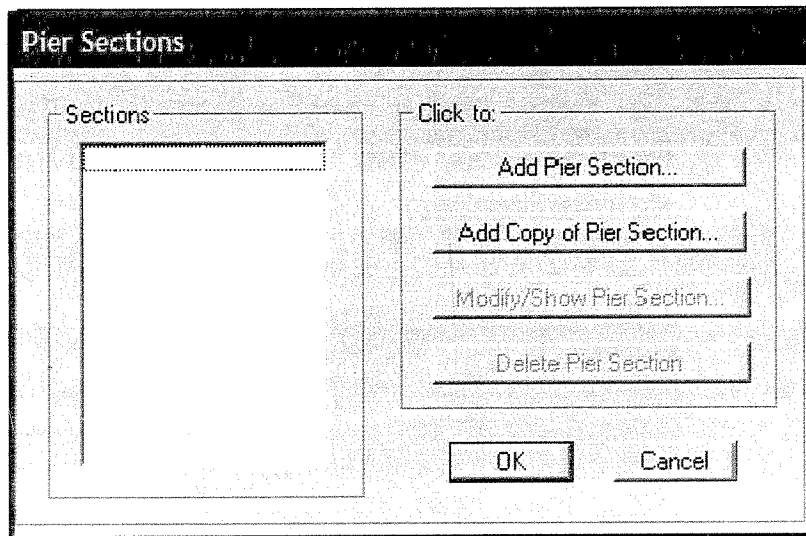 Pier Sections
Sections
Click to:
Add Pier Section...
Add Copy of Pier Section...
Modify/Show Pier Section...
Delete Pier Section
OK
Cancel